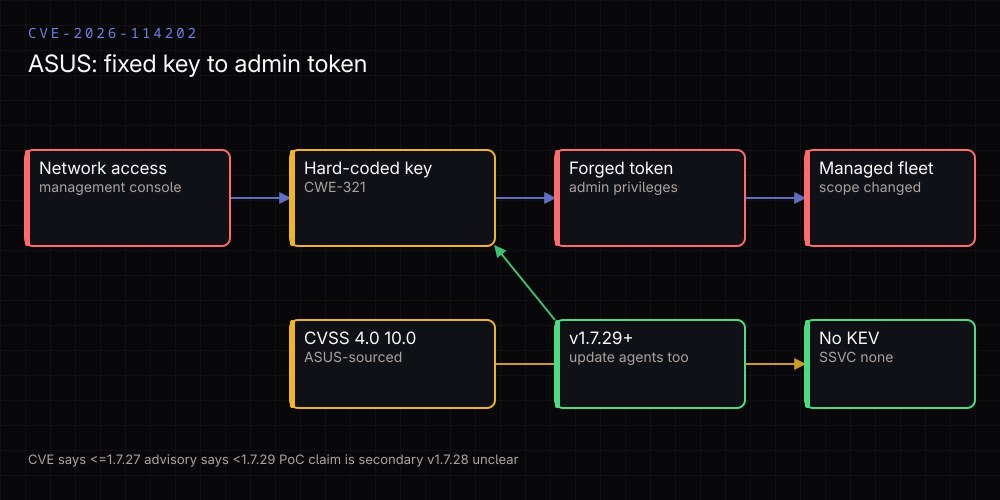 CVE-2026-114202
ASUS: fixed key to admin token
Network access
management console
Hard-coded key
CWE-321
Forged token
admin privileges
Managed fleet
scope changed
CVSS 4.0 10.0
ASUS-sourced
v1.7.29+
update agents too
No KEV
SSVC none
CVE says <=1.7.27 advisory says <1.7.29 PoC claim is secondary v1.7.28 unclear